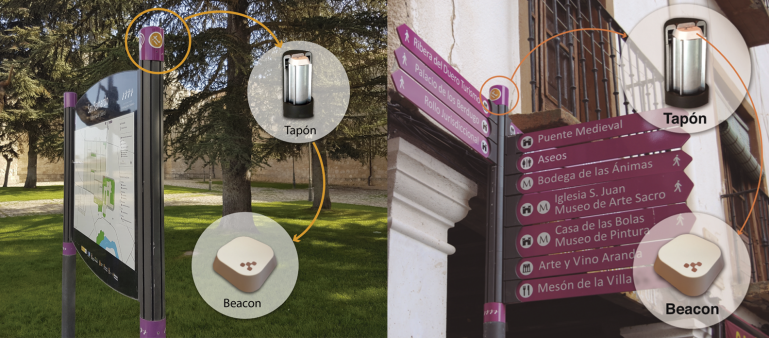 Tapón
Beacon
Ribera del Duero Turismo
Palacio de los Berdugo
Rollo Jurisdiccional
Puente Medieval
Aseos
M Bodega de las Ánimas
M Iglesia S. Juan
Museo de Arte Sacro
M Casa de las Bolas
Museo de Pintura
Arte y Vino Aranda
Mesón de la Villa
Tapón
Beacon